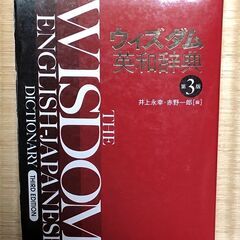 THE
WISDOM
ENGLISH-JAPANESE
DICTIONARY THIRD EDITION
ウィズダム
英和辞典
第3版
井上永幸・赤野一郎[編]